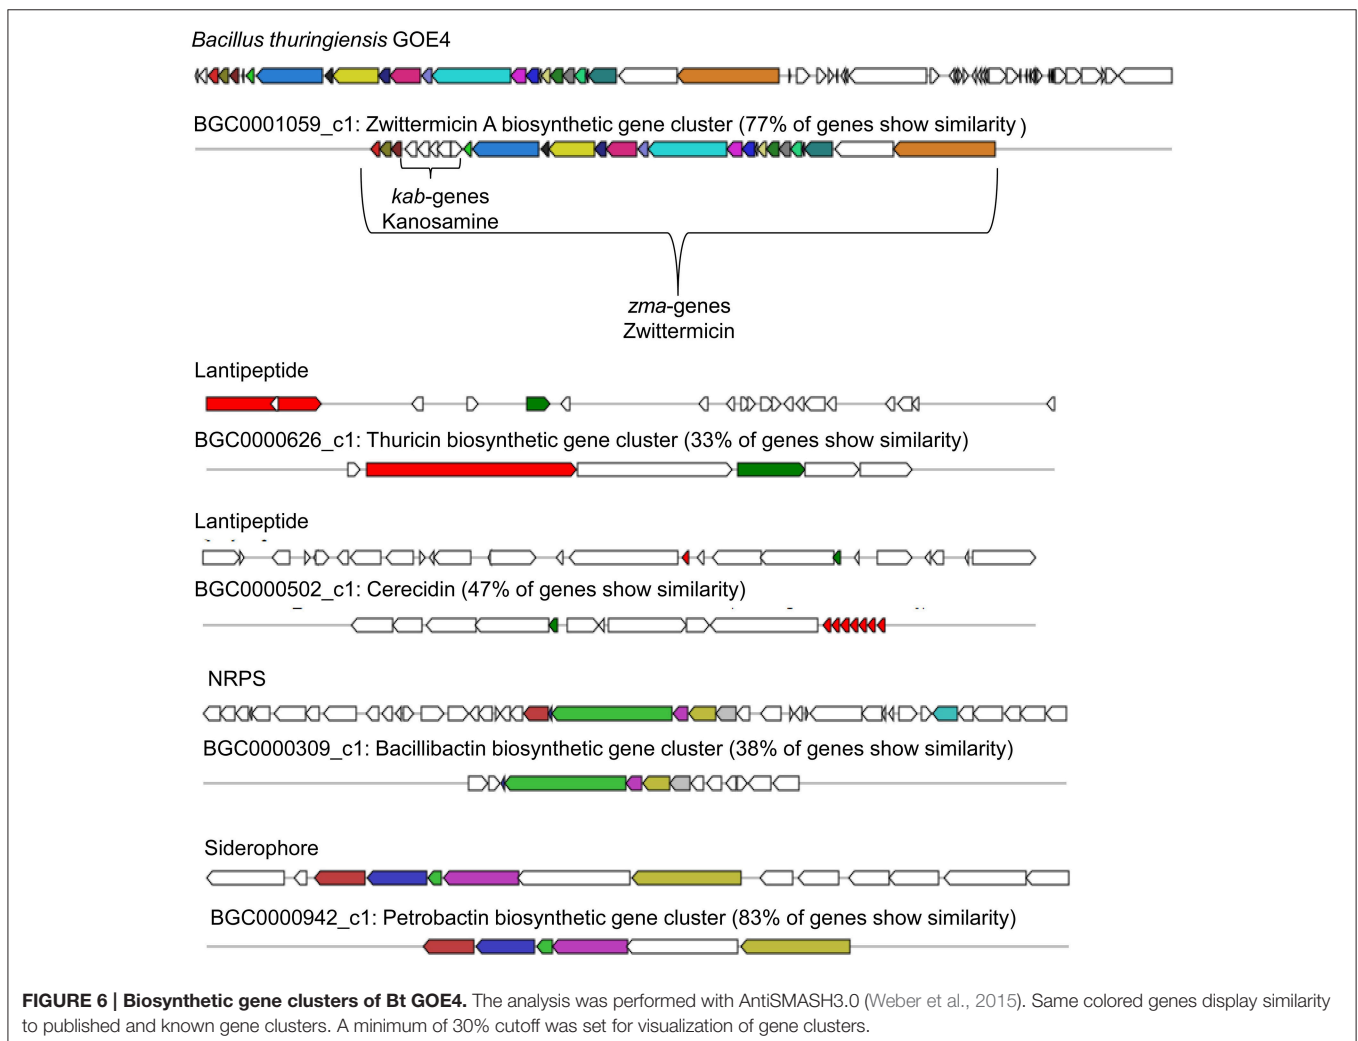 Bacillus thuringiensis GOE4
BGC0001059_c1: Zwittermicin A biosynthetic gene cluster (77% of genes show similarity )
kab-genes
Kanosamine
zma-genes
Zwittermicin
Lantipeptide
BGC0000626_c1: Thuricin biosynthetic gene cluster (33% of genes show similarity)
Lantipeptide
BGC0000502_c1: Cerecidin (47% of genes show similarity)
NRPS
BGC0000309_c1: Bacillibactin biosynthetic gene cluster (38% of genes show similarity)
Siderophore
BGC0000942_c1: Petrobactin biosynthetic gene cluster (83% of genes show similarity)
FIGURE 6 | Biosynthetic gene clusters of Bt GOE4. The analysis was performed with AntiSMASH3.0 (Weber et al., 2015). Same colored genes display similarity
to published and known gene clusters. A minimum of 30% cutoff was set for visualization of gene clusters.